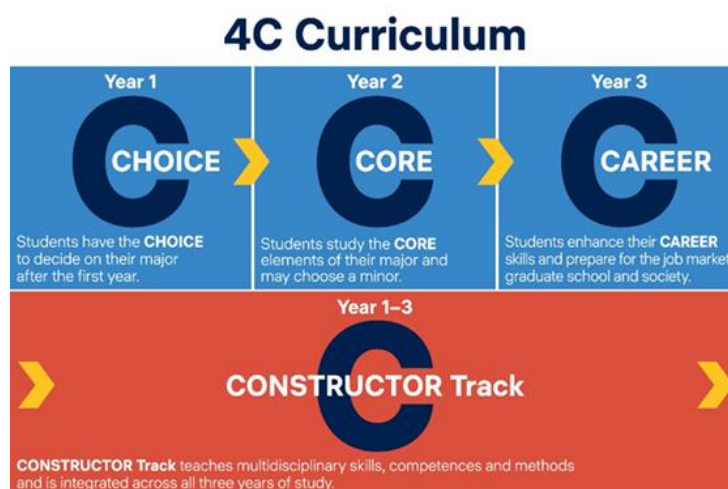 4C Curriculum
Year 1
CHOICE
Students have the CHOICE
to decide on their major
after the first year.
Year 2
CORE
Students study the CORE
elements of their major and
may choose a minor.
Year 3
CAREER
Students enhance their CAREER
skills and prepare for the job market
graduate school and society.
Year 1–3
CONSTRUCTOR Track
CONSTRUCTOR Track teaches multidisciplinary skills, competences and methods
and is integrated across all three years of study.